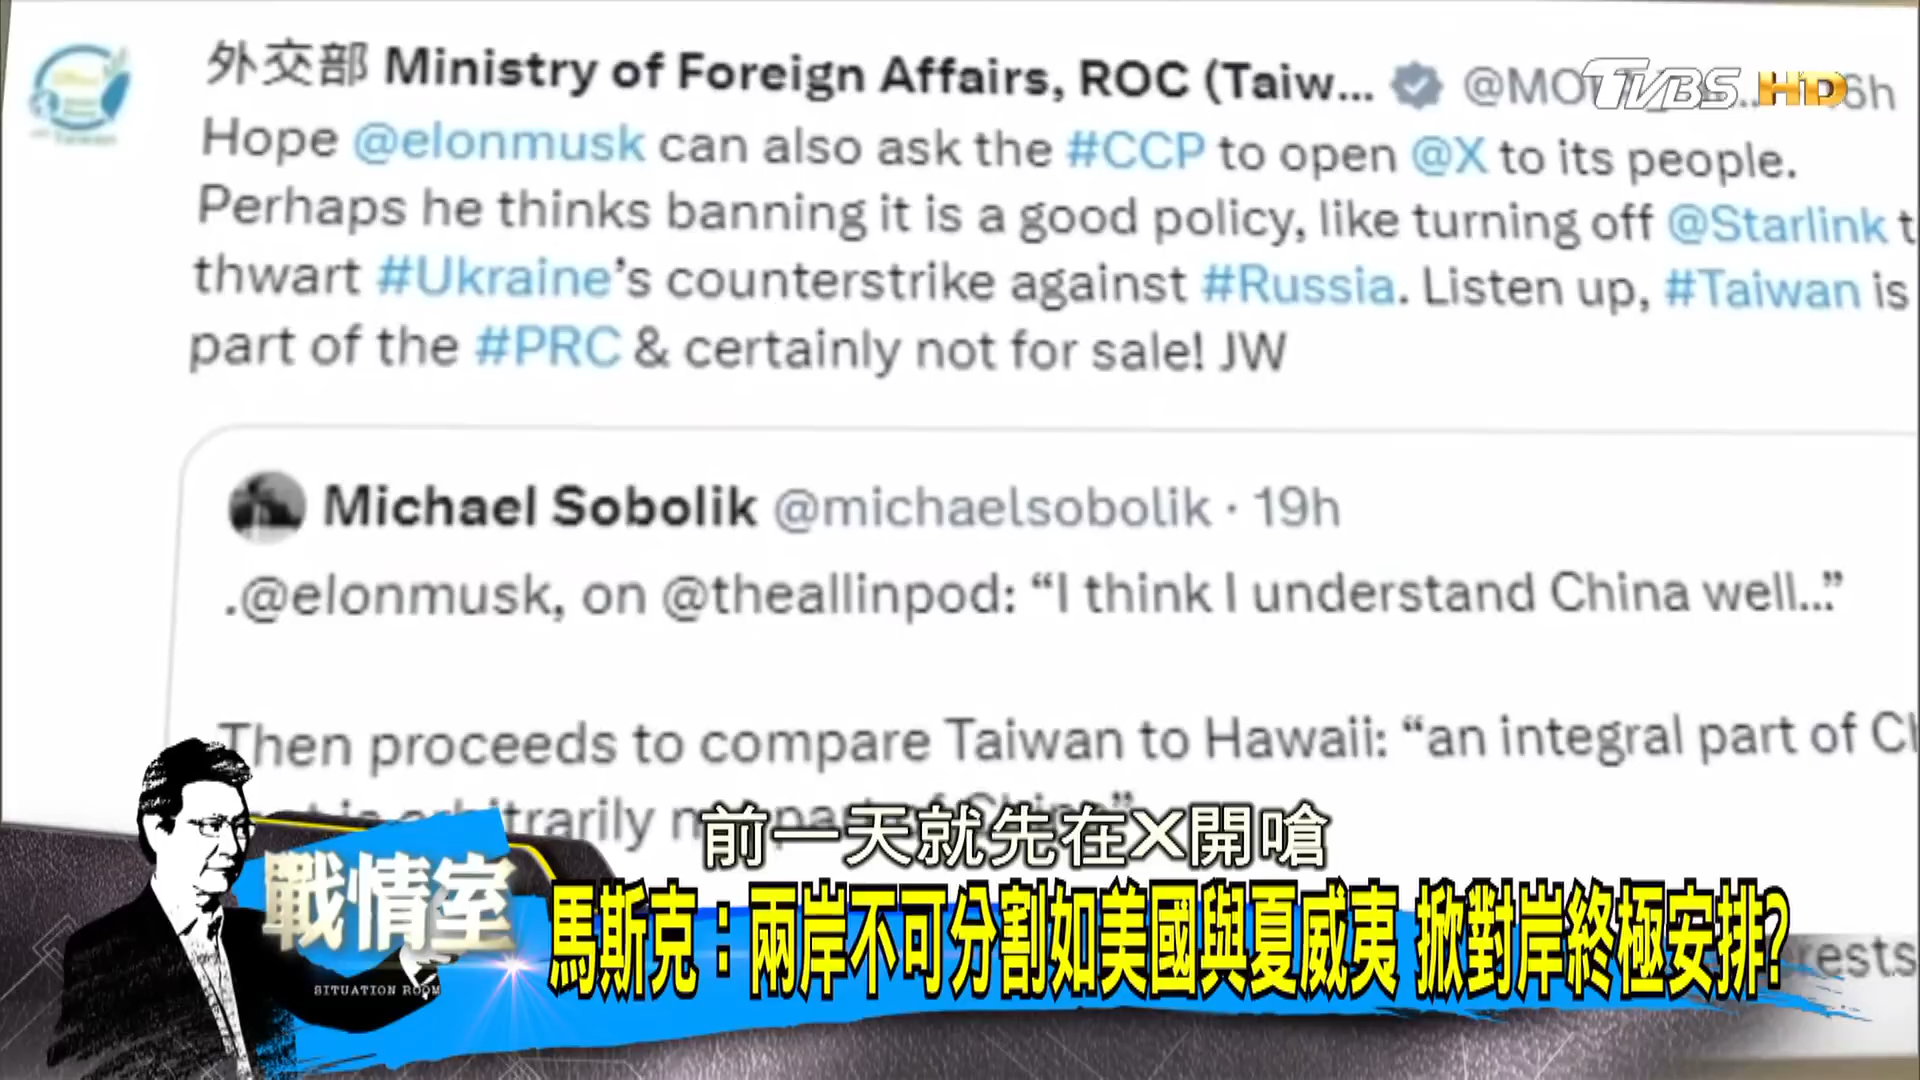 外交部 Ministry of Foreign Affairs, ROC (Taiw...
TVBS HD
Hope @elonmusk can also ask the #CCP to open @X to its people.
Perhaps he thinks banning it is a good policy, like turning off @Starlink t
thwart #Ukraine's counterstrike against #Russia. Listen up, #Taiwan is
part of the #PRC & certainly not for sale! JW
Michael Sobolik @michaelsobolik · 19h
.@elonmusk, on @theallinpod: “I think I understand China well...”
Then proceeds to compare Taiwan to Hawaii: “an integral part of Ch
arbitrarily
前一天就先在X開嗆
戰情室
SITUATION ROOM
馬斯克：兩岸不可分割如美國與夏威夷 掀對岸終極安排?